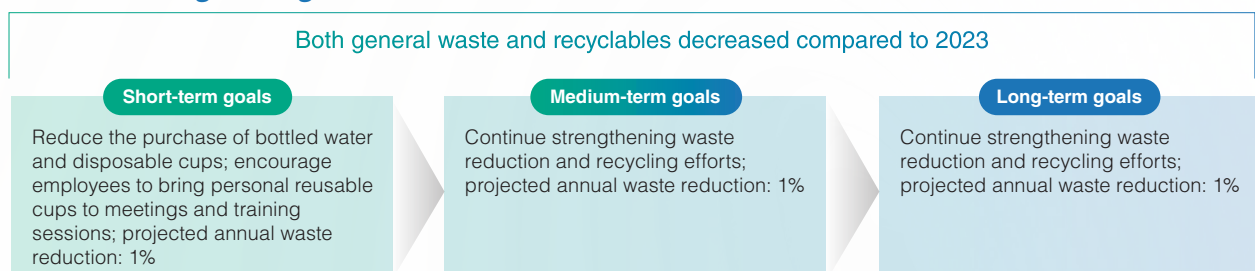 Both general waste and recyclables decreased compared to 2023
Short-term goals
Reduce the purchase of bottled water
and disposable cups; encourage
employees to bring personal reusable
cups to meetings and training
sessions; projected annual waste
reduction: 1%
Medium-term goals
Continue strengthening waste
reduction and recycling efforts;
projected annual waste reduction: 1%
Long-term goals
Continue strengthening waste
reduction and recycling efforts;
projected annual waste reduction: 1%